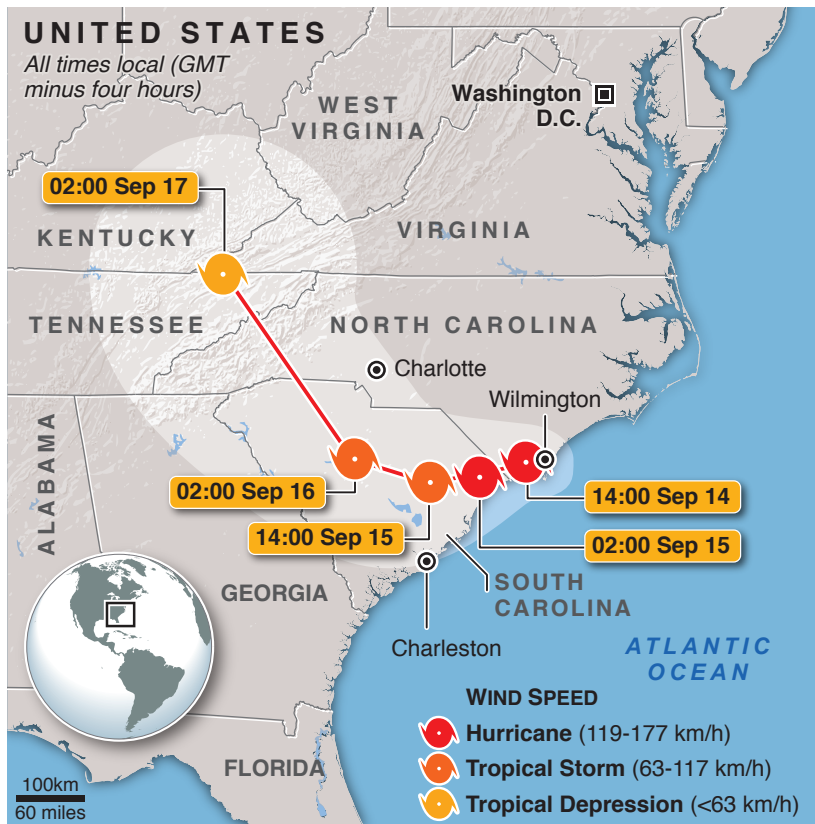 UNITED STATES
All times local (GMT
minus four hours)
WEST
VIRGINIA
Washington
D.C.
02:00 Sep 17
KENTUCKY
VIRGINIA
TENNESSEE
NORTH CAROLINA
Charlotte
Wilmington
ALABAMA
02:00 Sep 16
14:00 Sep 14
14:00 Sep 15
02:00 Sep 15
GEORGIA
SOUTH
CAROLINA
Charleston
ATLANTIC
OCEAN
WIND SPEED
Hurricane (119-177 km/h)
Tropical Storm (63-117 km/h)
Tropical Depression (<63 km/h)
FLORIDA
100km
60 miles